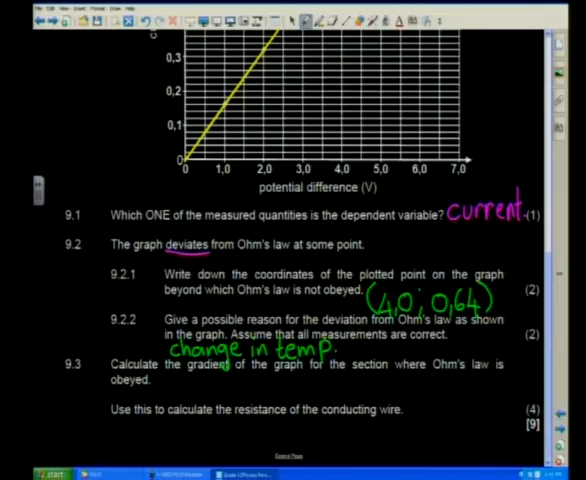 0,3
0,2
0,1
0
0 1,0 2,0 3,0 4,0 5,0 6,0 7,0
potential difference (V)
9.1 Which ONE of the measured quantities is the dependent variable? current. (1)
9.2 The graph deviates from Ohm's law at some point.
9.2.1 Write down the coordinates of the plotted point on the graph
beyond which Ohm's law is not obeyed. (4,0 ; 0,64) (2)
9.2.2 Give a possible reason for the deviation from Ohm's law as shown
in the graph. Assume that all measurements are correct. (2)
change in temp.
9.3 Calculate the gradient of the graph for the section where Ohm's law is
obeyed.
Use this to calculate the resistance of the conducting wire. (4)
[9]
Extend Page
start